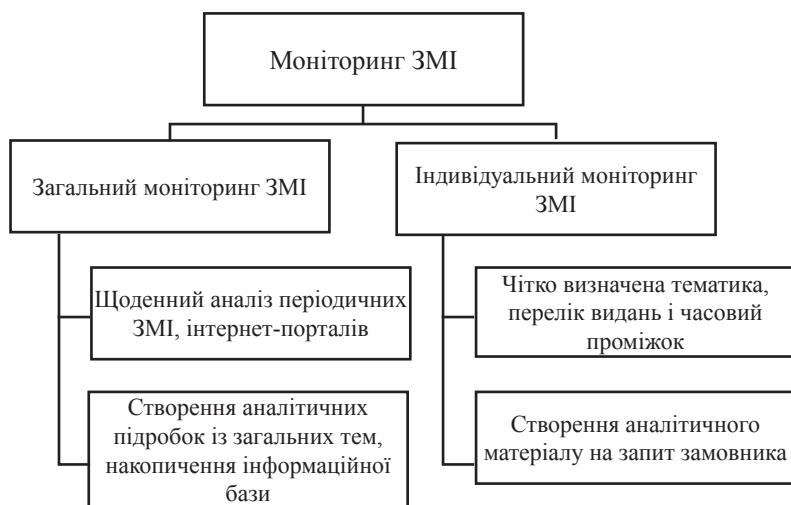 Моніторинг ЗМІ
Загальний моніторинг ЗМІ
Індивідуальний моніторинг
ЗМІ
Щоденний аналіз періодичних
ЗМІ, інтернет-порталів
Чітко визначена тематика,
перелік видань і часовий
проміжок
Створення аналітичних
підробок із загальних тем,
накопичення інформаційної
бази
Створення аналітичного
матеріалу на запит замовника